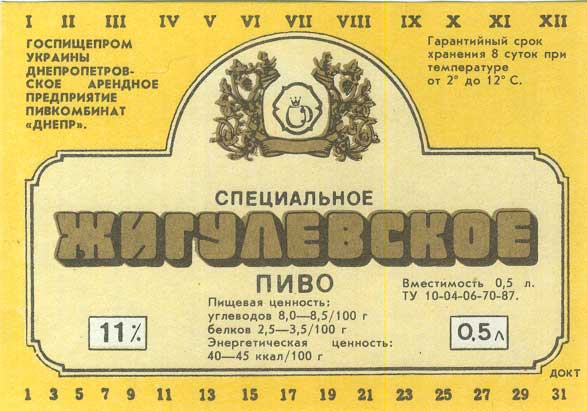 I II III IV V VI VII VIII IX X XI XII
ГОСПИЩЕПРОМ
УКРАИНЫ
ДНЕПРОПЕТРОВ-
СКОЕ АРЕНДНОЕ
ПРЕДПРИЯТИЕ
ПИВКОМБИНАТ
«ДНЕПР».
Гарантийный срок
хранения 8 суток при
температуре
от 2° до 12° С.
СПЕЦИАЛЬНОЕ
ЖИГУЛЕВСКОЕ
ПИВО
Пищевая ценность:
углеводов 8,0—8,5/100 г
белков 2,5—3,5/100 г
Энергетическая ценность:
40—45 ккал/100 г
Вместимость 0,5 л.
ТУ 10-04-06-70-87.
11%
0,5 л
ДОКТ
1 3 5 7 9 11 13 15 17 19 21 23 25 27 29 31